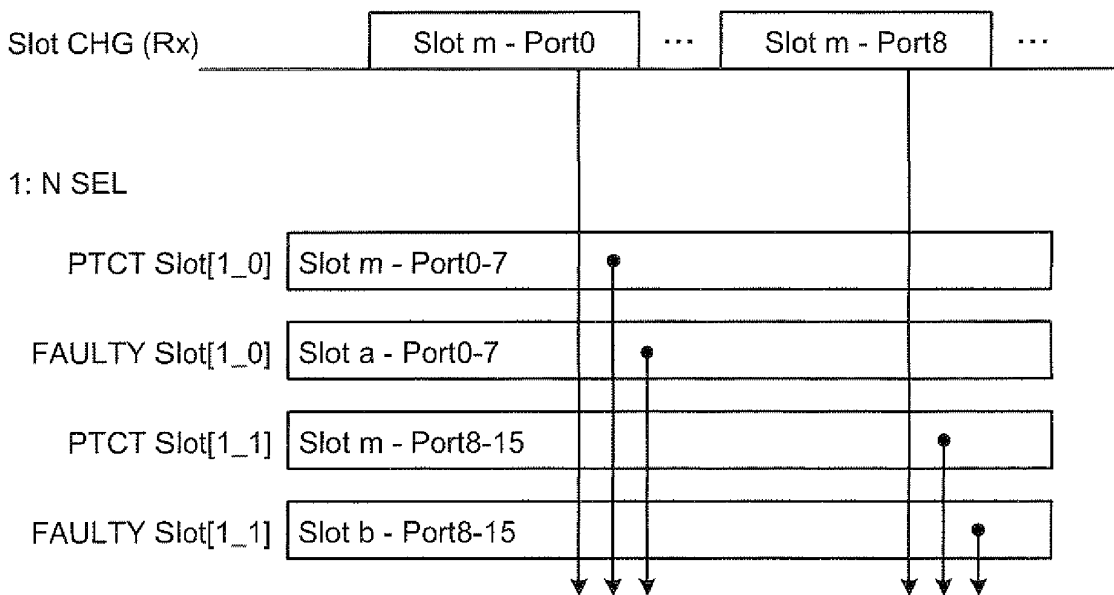 Slot CHG (Rx) Slot m - Port0 ... Slot m - Port8 ...
1: N SEL
PTCT Slot[1_0] Slot m - Port0-7
FAULTY Slot[1_0] Slot a - Port0-7
PTCT Slot[1_1] Slot m - Port8-15
FAULTY Slot[1_1] Slot b - Port8-15